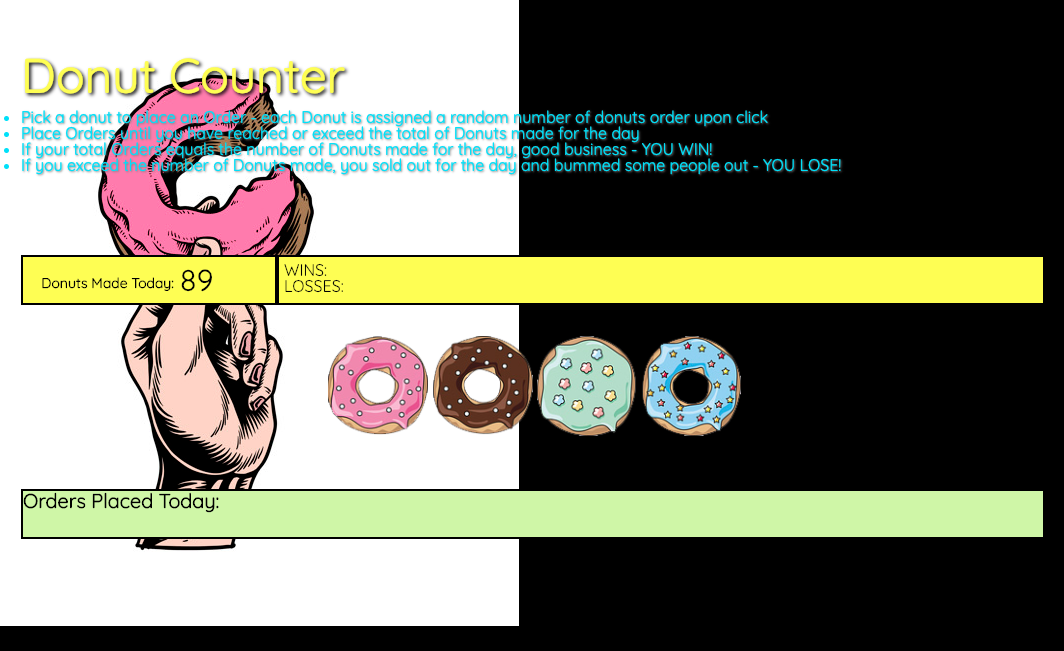 Donut Counter
Pick a donut to place an Order - each Donut is assigned a random number of donuts order upon click
Place Orders until you have reached or exceed the total of Donuts made for the day
If your total Orders equals the number of Donuts made for the day, good business - YOU WIN!
If you exceed the number of Donuts made, you sold out for the day and bummed some people out - YOU LOSE!
Donuts Made Today: 89
WINS:
LOSSES:
Orders Placed Today: